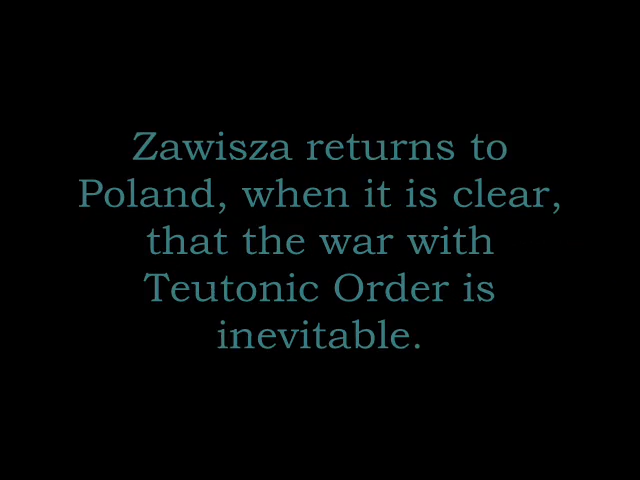 Zawisza returns to
Poland, when it is clear,
that the war with
Teutonic Order is
inevitable.